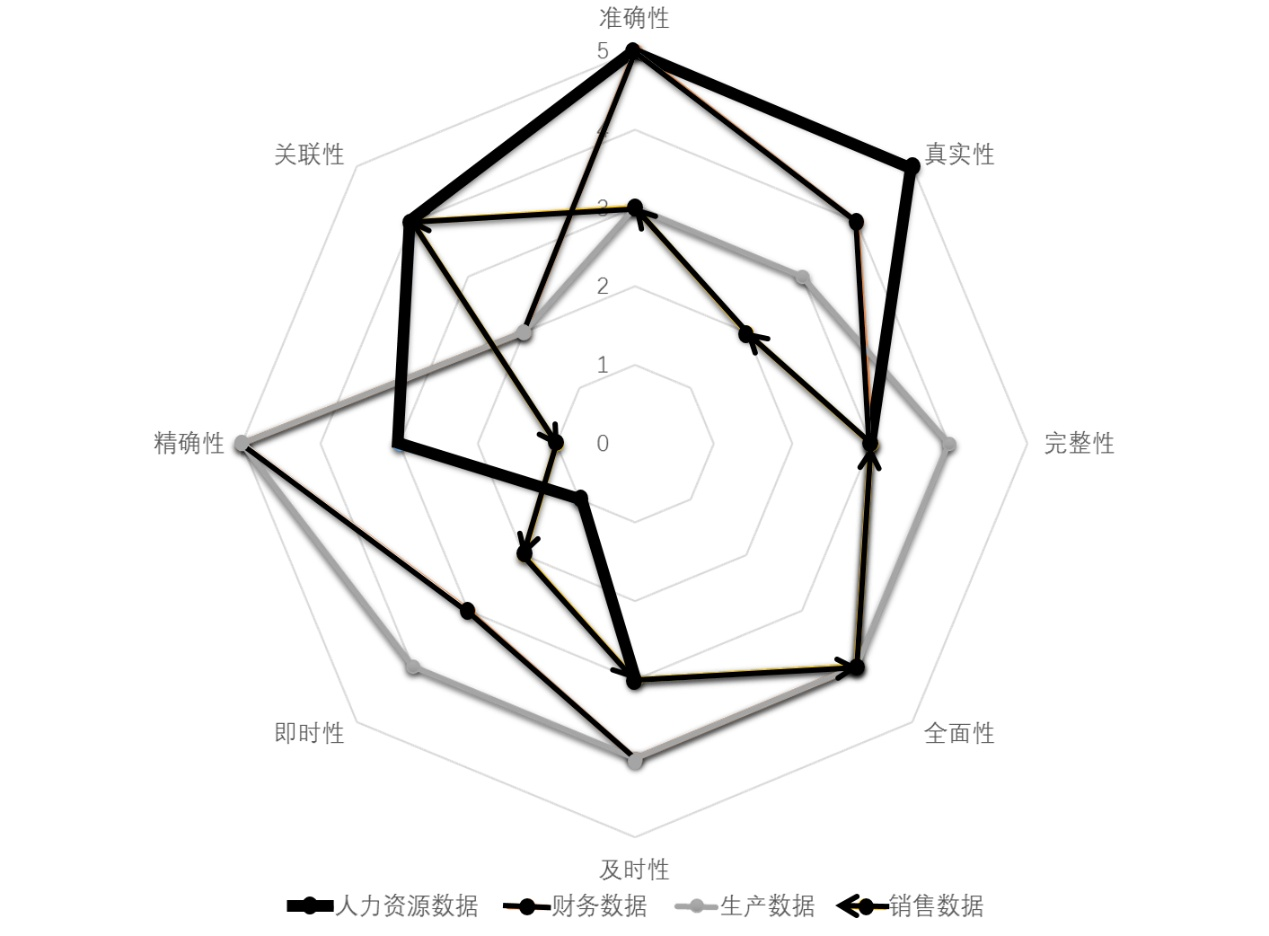 准确性
5
关联性
真实性
4
3
2
1
精确性
0
完整性
即时性
全面性
及时性
人力资源数据 财务数据 生产数据 销售数据